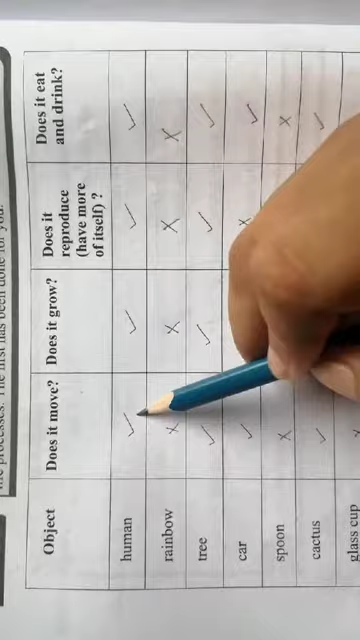 life processes. The first has been done for you.
Object Does it move? Does it grow? Does it reproduce (have more of itself) ? Does it eat and drink?
human ✓ ✓ ✓ ✓
rainbow x x x x
tree ✓ ✓ ✓ ✓
car ✓ x ✓
spoon x x
cactus ✓ ✓
glass cup x